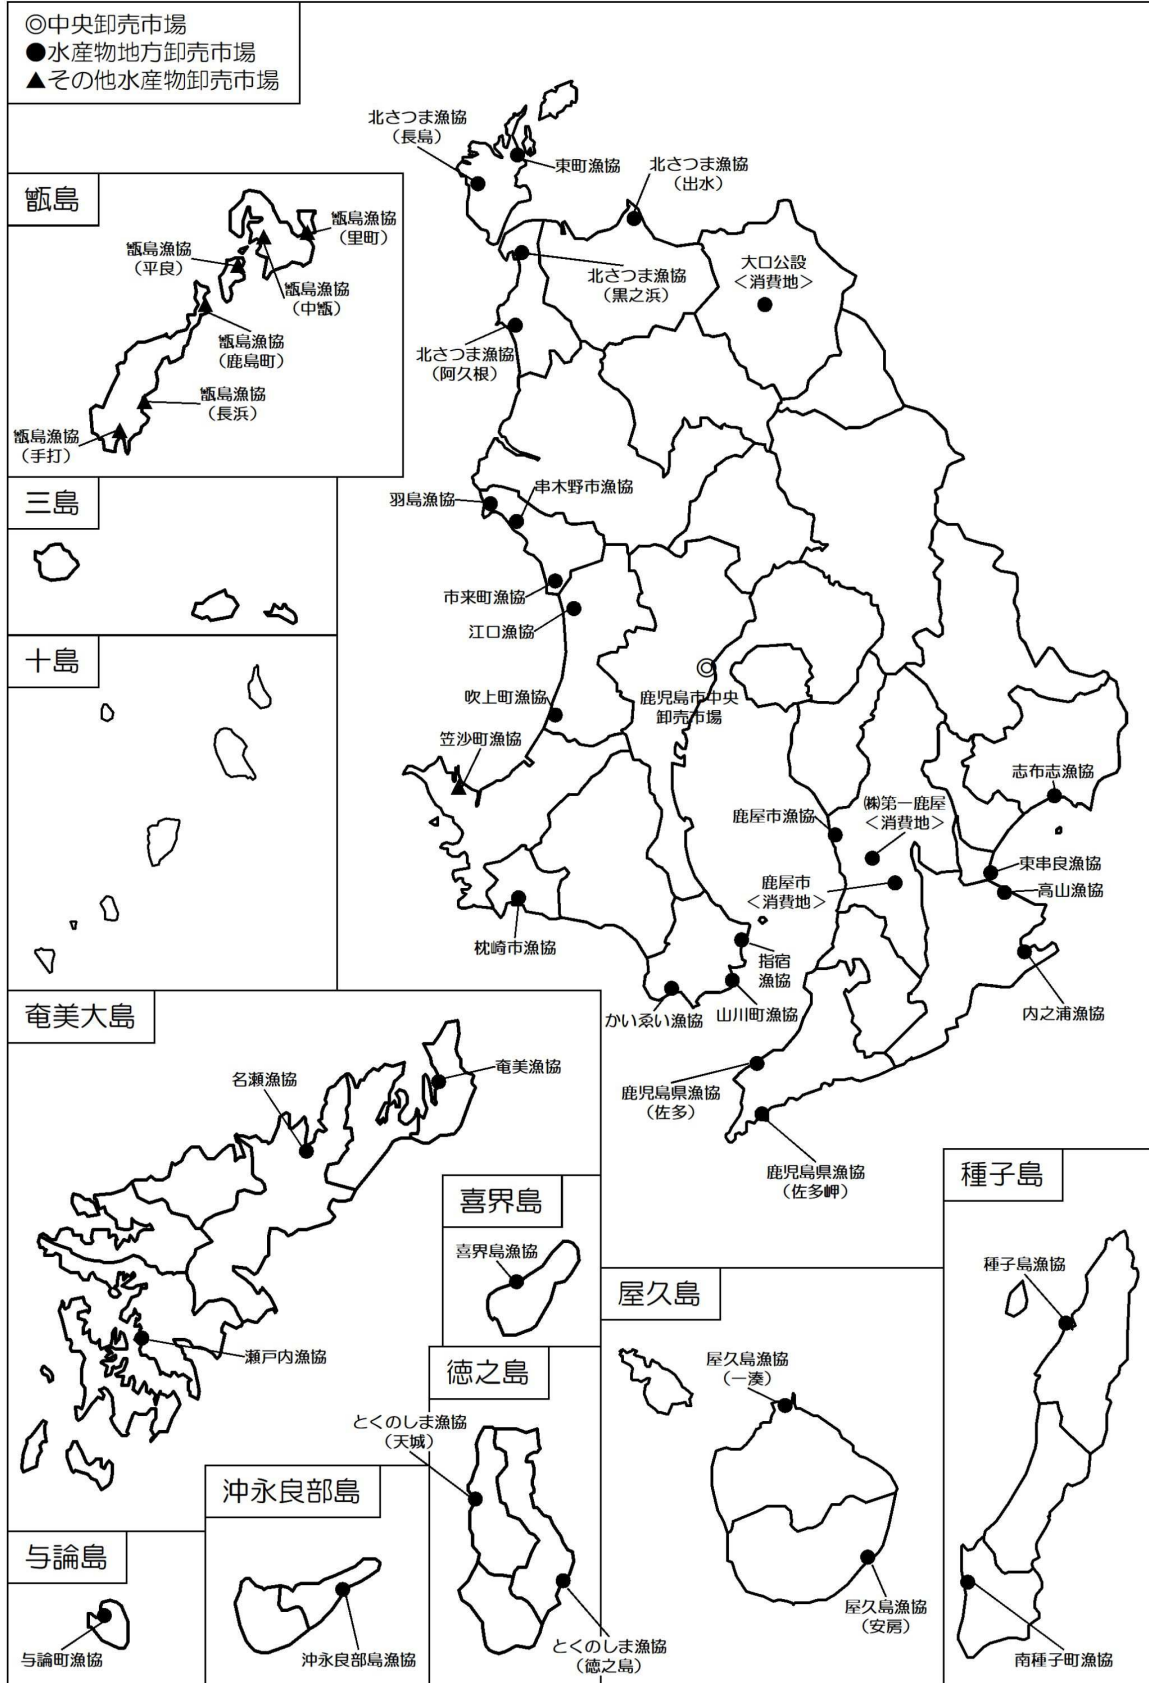 ◎中央卸売市場
●水産物地方卸売市場
▲その他水産物卸売市場
北さつま漁協
（長島）
東町漁協
北さつま漁協
（出水）
北さつま漁協
（黒之浜）
大口公設
＜消費地＞
北さつま漁協
（阿久根）
甑島
甑島漁協
（里町）
甑島漁協
（平良）
甑島漁協
（中甑）
甑島漁協
（鹿島町）
甑島漁協
（長浜）
甑島漁協
（手打）
羽島漁協
串木野市漁協
市来町漁協
江口漁協
三島
十島
鹿児島市中央
卸売市場
吹上町漁協
笠沙町漁協
志布志漁協
㈱第一鹿屋
＜消費地＞
鹿屋市漁協
東串良漁協
鹿屋市
＜消費地＞
高山漁協
枕崎市漁協
指宿
漁協
かいゑい漁協
山川町漁協
内之浦漁協
鹿児島県漁協
（佐多）
鹿児島県漁協
（佐多岬）
奄美大島
奄美漁協
名瀬漁協
瀬戸内漁協
喜界島
喜界島漁協
種子島
種子島漁協
南種子町漁協
屋久島
屋久島漁協
（一湊）
屋久島漁協
（安房）
徳之島
とくのしま漁協
（天城）
とくのしま漁協
（徳之島）
沖永良部島
沖永良部島漁協
与論島
与論町漁協